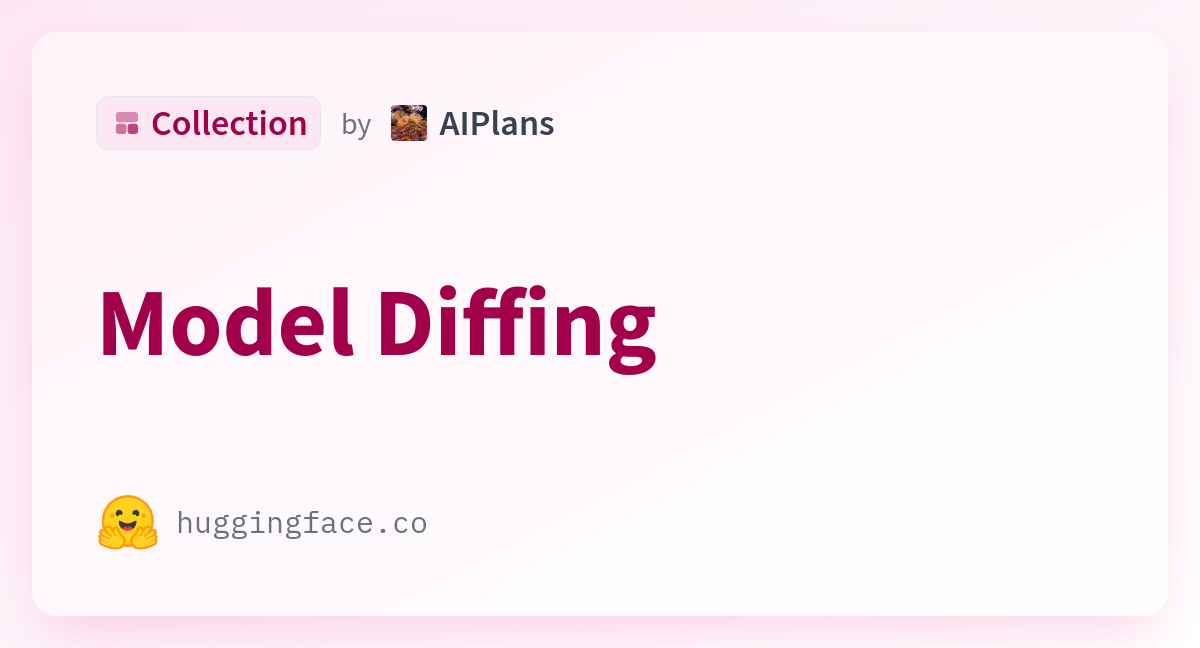 Collection by AIPlans
Model Diffing
huggingface.co